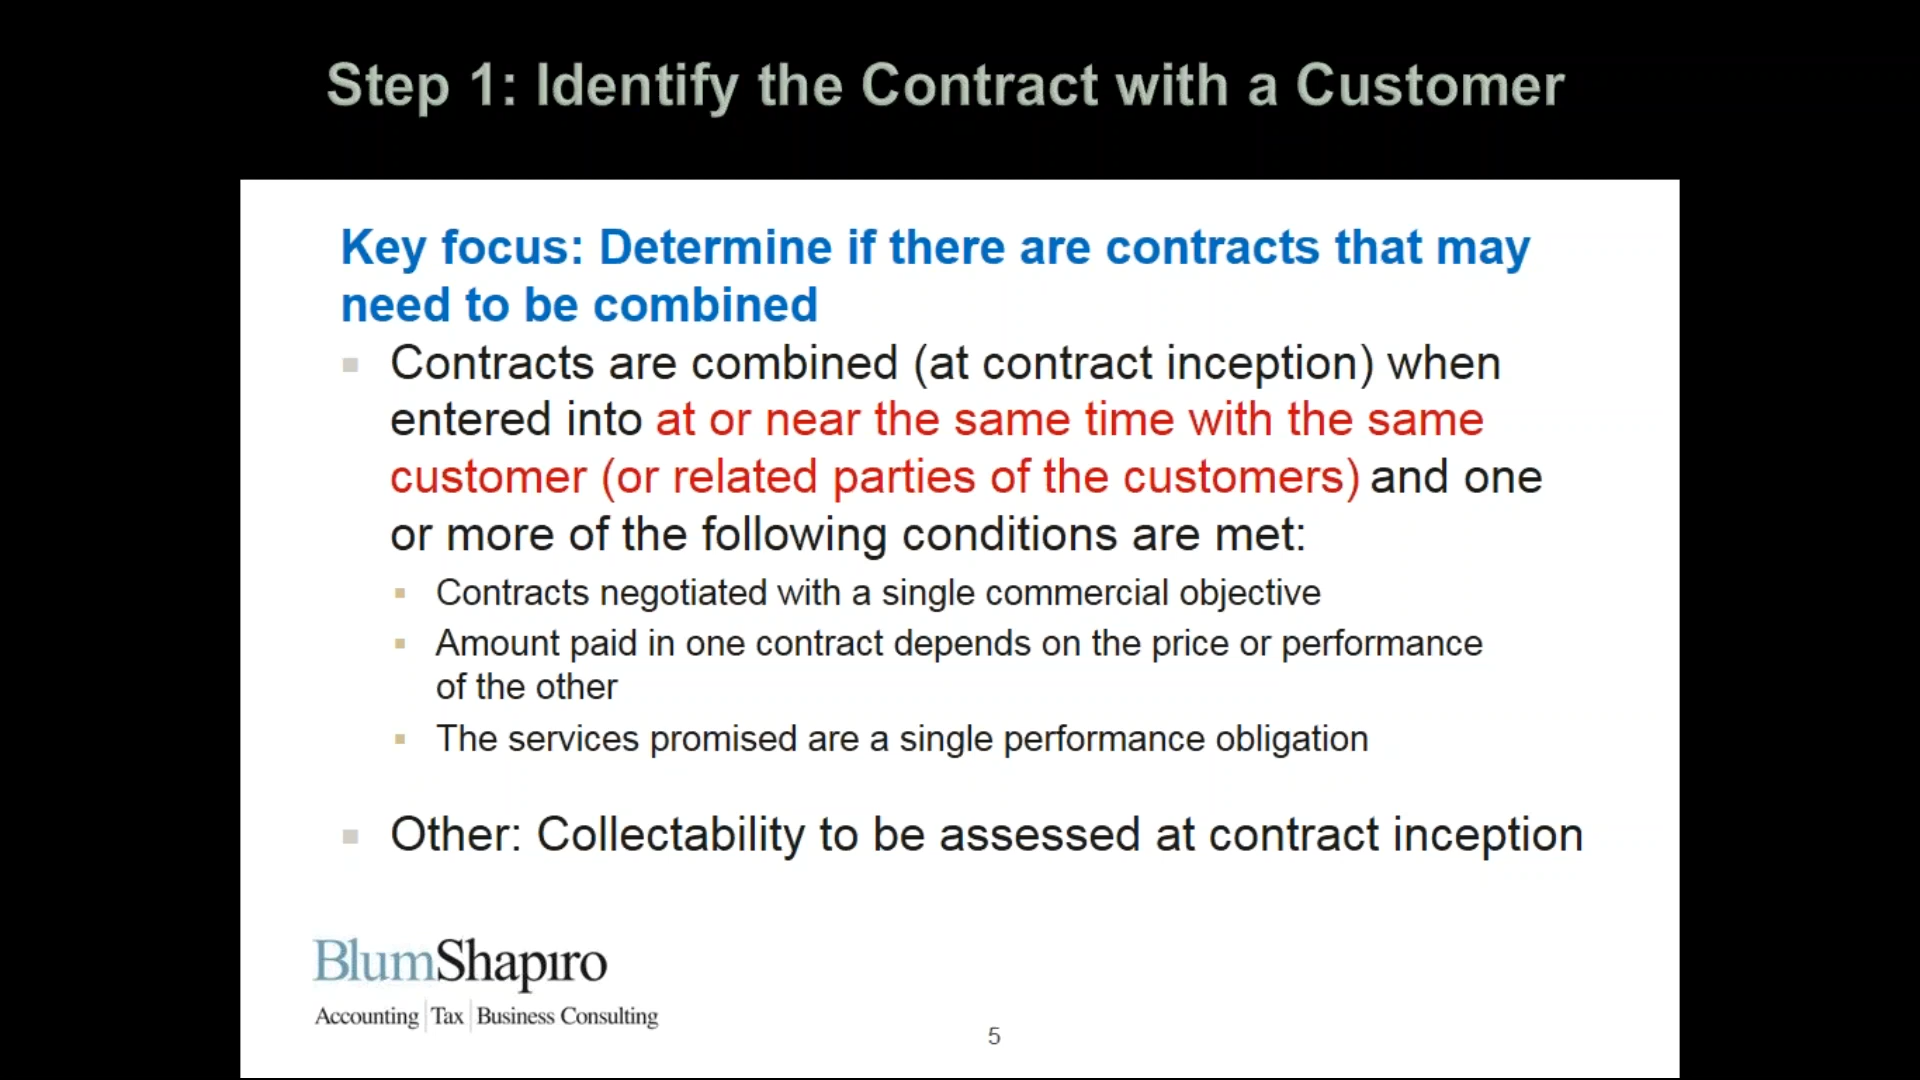 Step 1: Identify the Contract with a Customer
Key focus: Determine if there are contracts that may
need to be combined
Contracts are combined (at contract inception) when
entered into at or near the same time with the same
customer (or related parties of the customers) and one
or more of the following conditions are met:
Contracts negotiated with a single commercial objective
Amount paid in one contract depends on the price or performance
of the other
The services promised are a single performance obligation
Other: Collectability to be assessed at contract inception
BlumShapiro
Accounting | Tax | Business Consulting
5